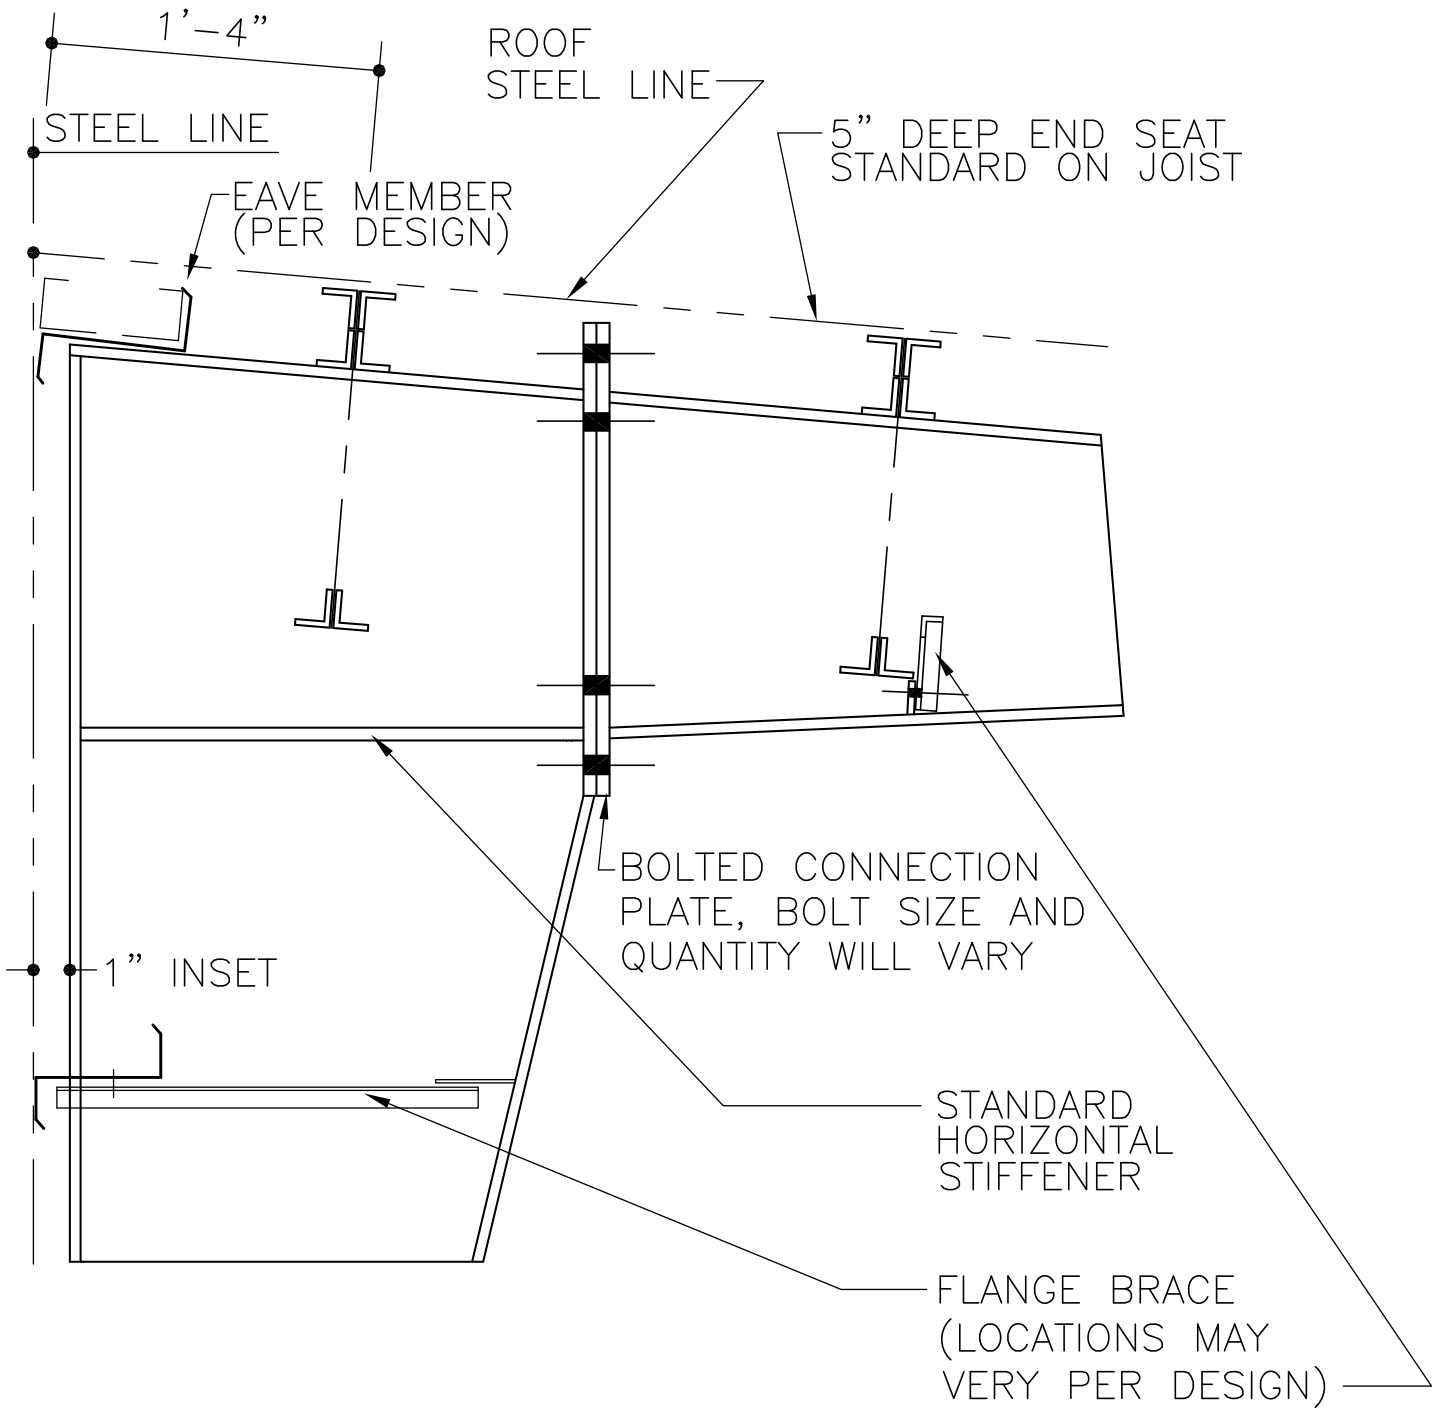 1'-4"
ROOF
STEEL LINE
STEEL LINE
5" DEEP END SEAT
STANDARD ON JOIST
EAVE MEMBER
(PER DESIGN)
BOLTED CONNECTION
PLATE, BOLT SIZE AND
QUANTITY WILL VARY
1" INSET
STANDARD
HORIZONTAL
STIFFENER
FLANGE BRACE
(LOCATIONS MAY
VERY PER DESIGN)